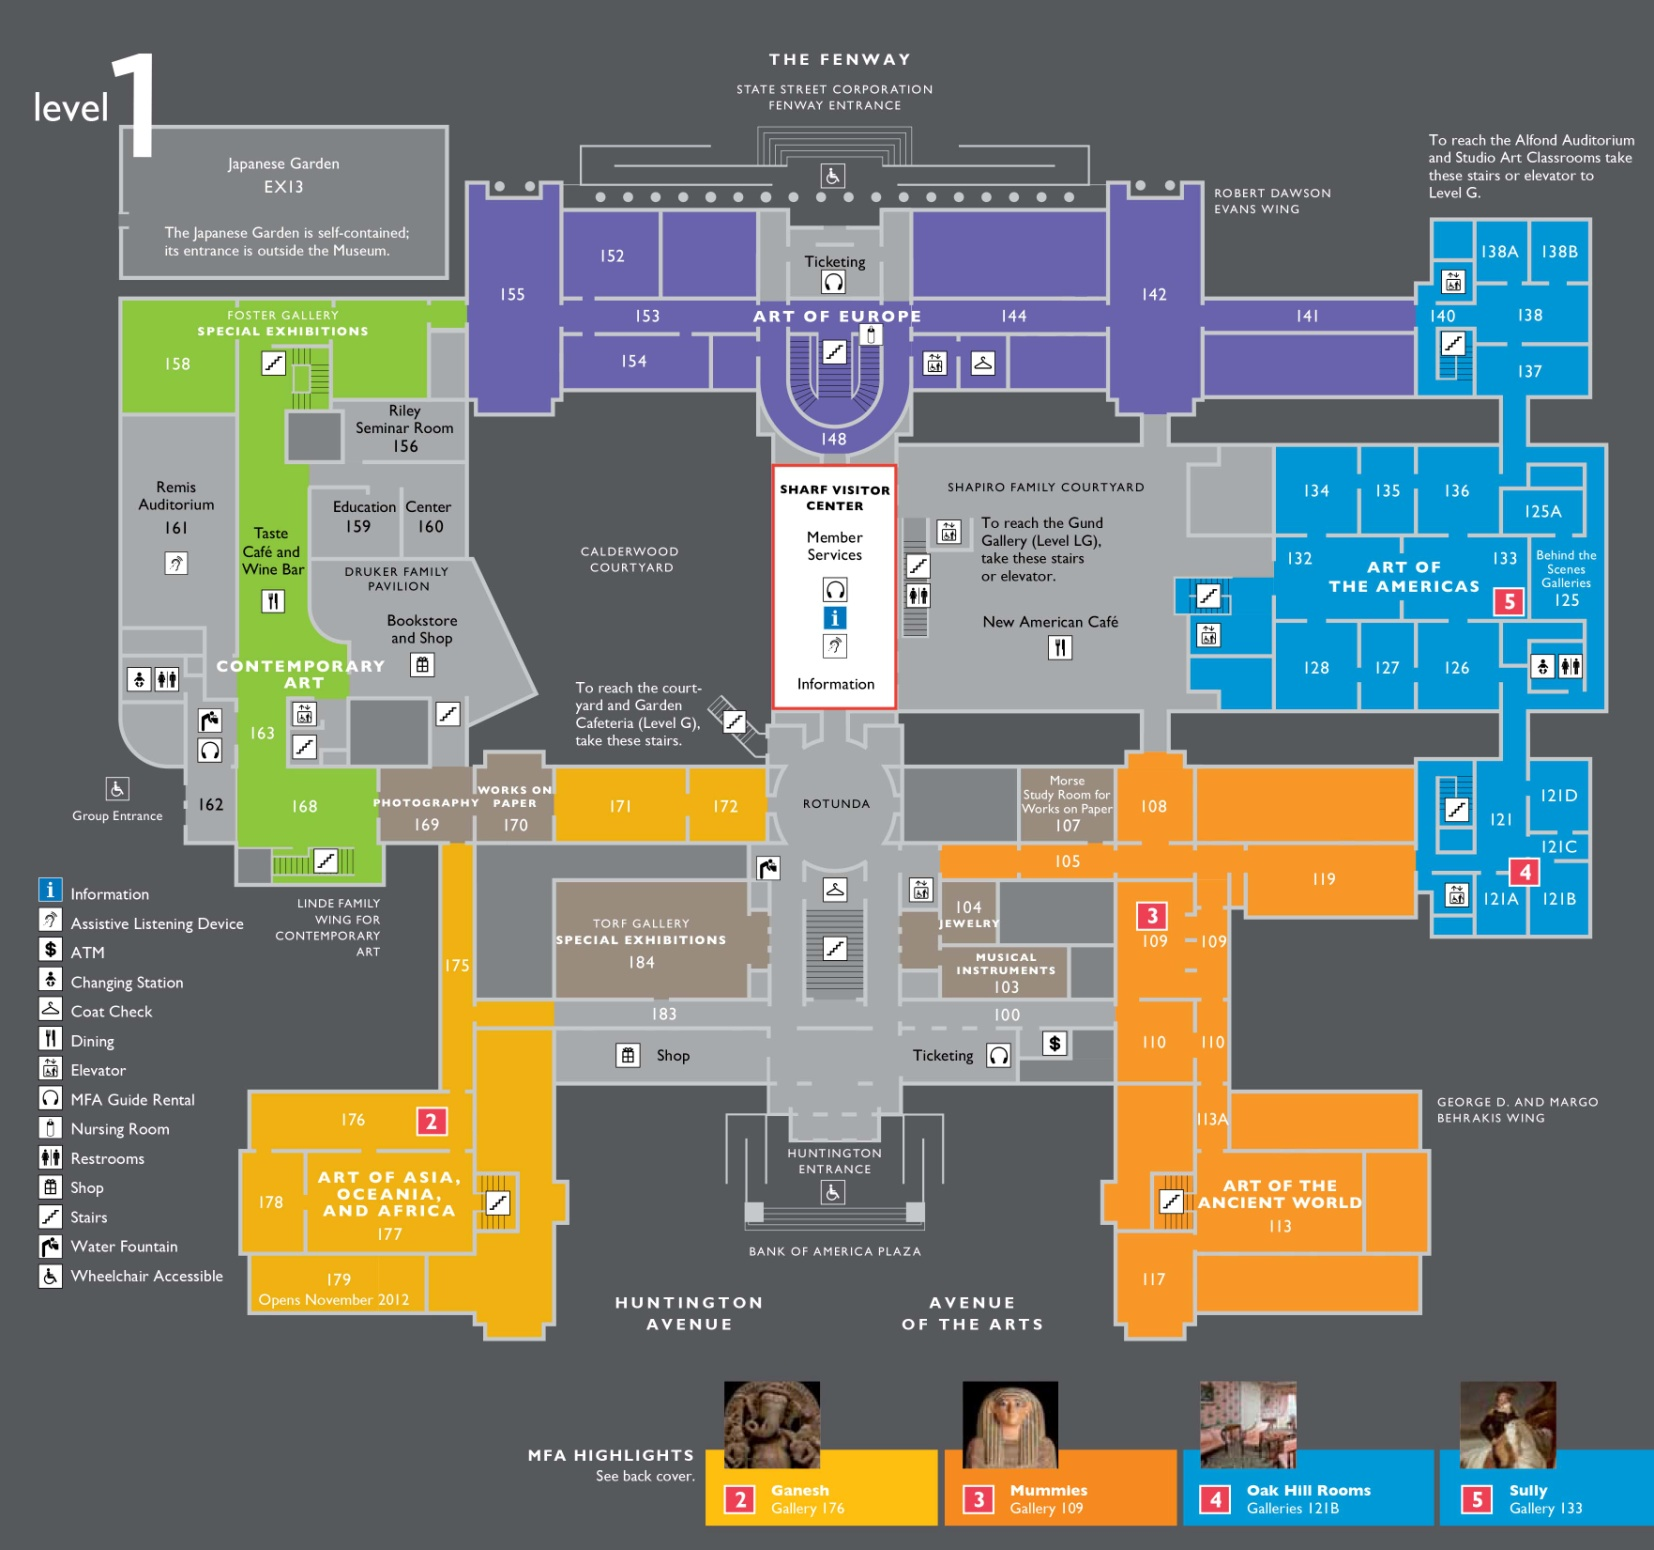 level 1
THE FENWAY
STATE STREET CORPORATION
FENWAY ENTRANCE
To reach the Alfond Auditorium
and Studio Art Classrooms take
these stairs or elevator to
Level G.
Japanese Garden
EX13
The Japanese Garden is self-contained;
its entrance is outside the Museum.
ROBERT DAWSON
EVANS WING
152
Ticketing
138A
138B
155
153
ART OF EUROPE
144
142
141
140
138
154
137
148
FOSTER GALLERY
SPECIAL EXHIBITIONS
158
Riley
Seminar Room
156
Remis
Auditorium
161
Education
159
Center
160
Taste
Café and
Wine Bar
DRUKER FAMILY
PAVILION
Bookstore
and Shop
CONTEMPORARY
ART
163
CALDERWOOD
COURTYARD
SHARF VISITOR
CENTER
Member
Services
i
Information
SHAPIRO FAMILY COURTYARD
To reach the Gund
Gallery (Level LG),
take these stairs
or elevator.
New American Café
134
135
136
125A
132
ART OF
THE AMERICAS
133
5
Behind the
Scenes
Galleries
125
128
127
126
To reach the court-
yard and Garden
Cafeteria (Level G),
take these stairs.
Group Entrance
162
168
PHOTOGRAPHY
169
WORKS ON
PAPER
170
171
172
ROTUNDA
Morse
Study Room for
Works on Paper
107
108
121
121D
121C
4
121A
121B
105
119
LINDE FAMILY
WING FOR
CONTEMPORARY
ART
175
TORF GALLERY
SPECIAL EXHIBITIONS
184
104
JEWELRY
MUSICAL
INSTRUMENTS
103
3
109
109
183
100
Shop
Ticketing
$
110
110
i Information
Assistive Listening Device
$ ATM
Changing Station
Coat Check
Dining
Elevator
MFA Guide Rental
Nursing Room
Restrooms
Shop
Stairs
Water Fountain
Wheelchair Accessible
176
2
178
ART OF ASIA,
OCEANIA,
AND AFRICA
177
179
Opens November 2012
HUNTINGTON
ENTRANCE
BANK OF AMERICA PLAZA
113A
GEORGE D. AND MARGO
BEHRAKIS WING
ART OF THE
ANCIENT WORLD
113
117
HUNTINGTON
AVENUE
AVENUE
OF THE ARTS
MFA HIGHLIGHTS
See back cover.
2 Ganesh
Gallery 176
3 Mummies
Gallery 109
4 Oak Hill Rooms
Galleries 121B
5 Sully
Gallery 133